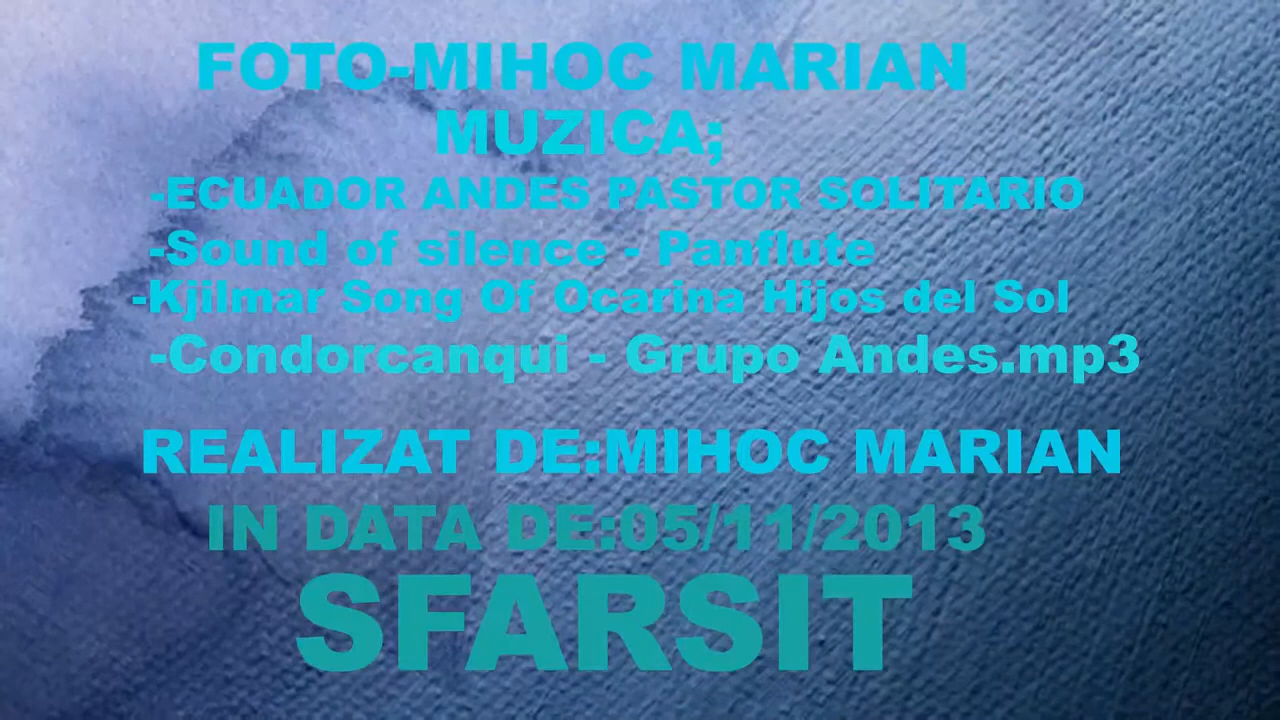 FOTO-MIHOC MARIAN
MUZICA;
-ECUADOR ANDES PASTOR SOLITARIO
-Sound of silence - Panflute
-Kjilmar Song Of Ocarina Hijos del Sol
-Condorcanqui - Grupo Andes.mp3
REALIZAT DE:MIHOC MARIAN
IN DATA DE:05/11/2013
SFARSIT